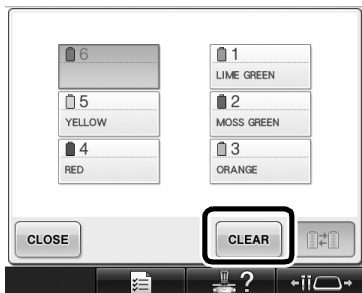 6
1
LIME GREEN
5
YELLOW
2
MOSS GREEN
4
RED
3
ORANGE
CLOSE
CLEAR
?